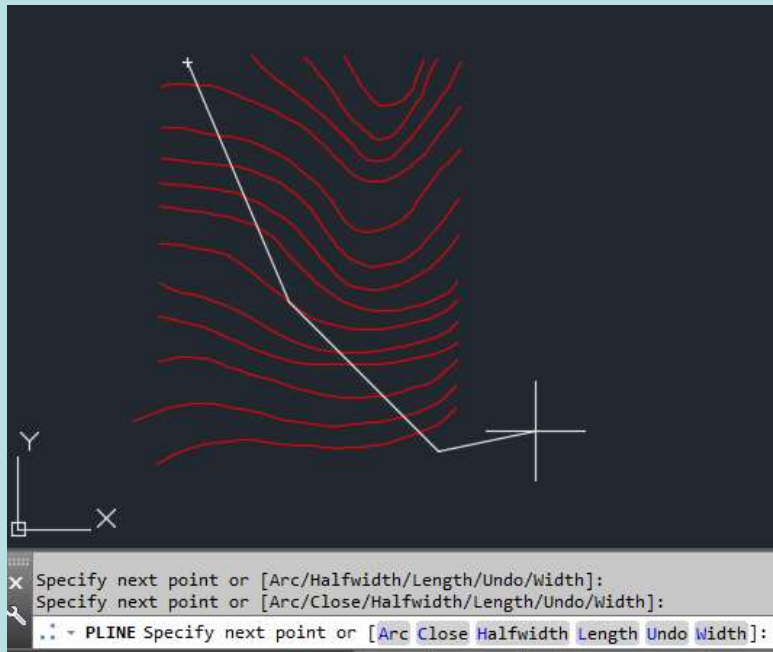 Y
X
Specify next point or [Arc/Halfwidth/Length/Undo/Width]:
Specify next point or [Arc/Close/Halfwidth/Length/Undo/Width]:
PLINE Specify next point or [Arc Close Halfwidth Length Undo Width]: